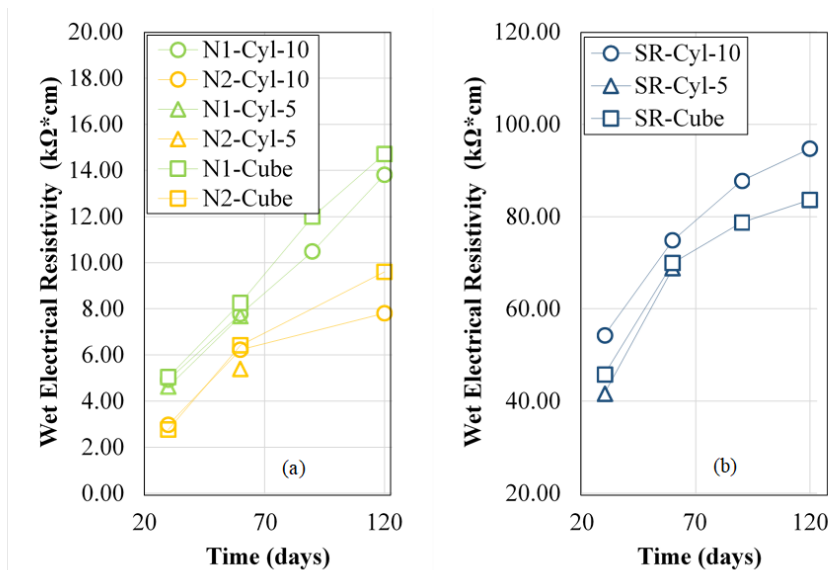 Wet Electrical Resistivity (kΩ*cm)
20.00
18.00
16.00
14.00
12.00
10.00
8.00
6.00
4.00
2.00
0.00
N1-Cyl-10
N2-Cyl-10
N1-Cyl-5
N2-Cyl-5
N1-Cube
N2-Cube
(a)
20
70
120
Time (days)
Wet Electrical Resistivity (kΩ*cm)
120.00
100.00
80.00
60.00
40.00
20.00
SR-Cyl-10
SR-Cyl-5
SR-Cube
(b)
20
70
120
Time (days)